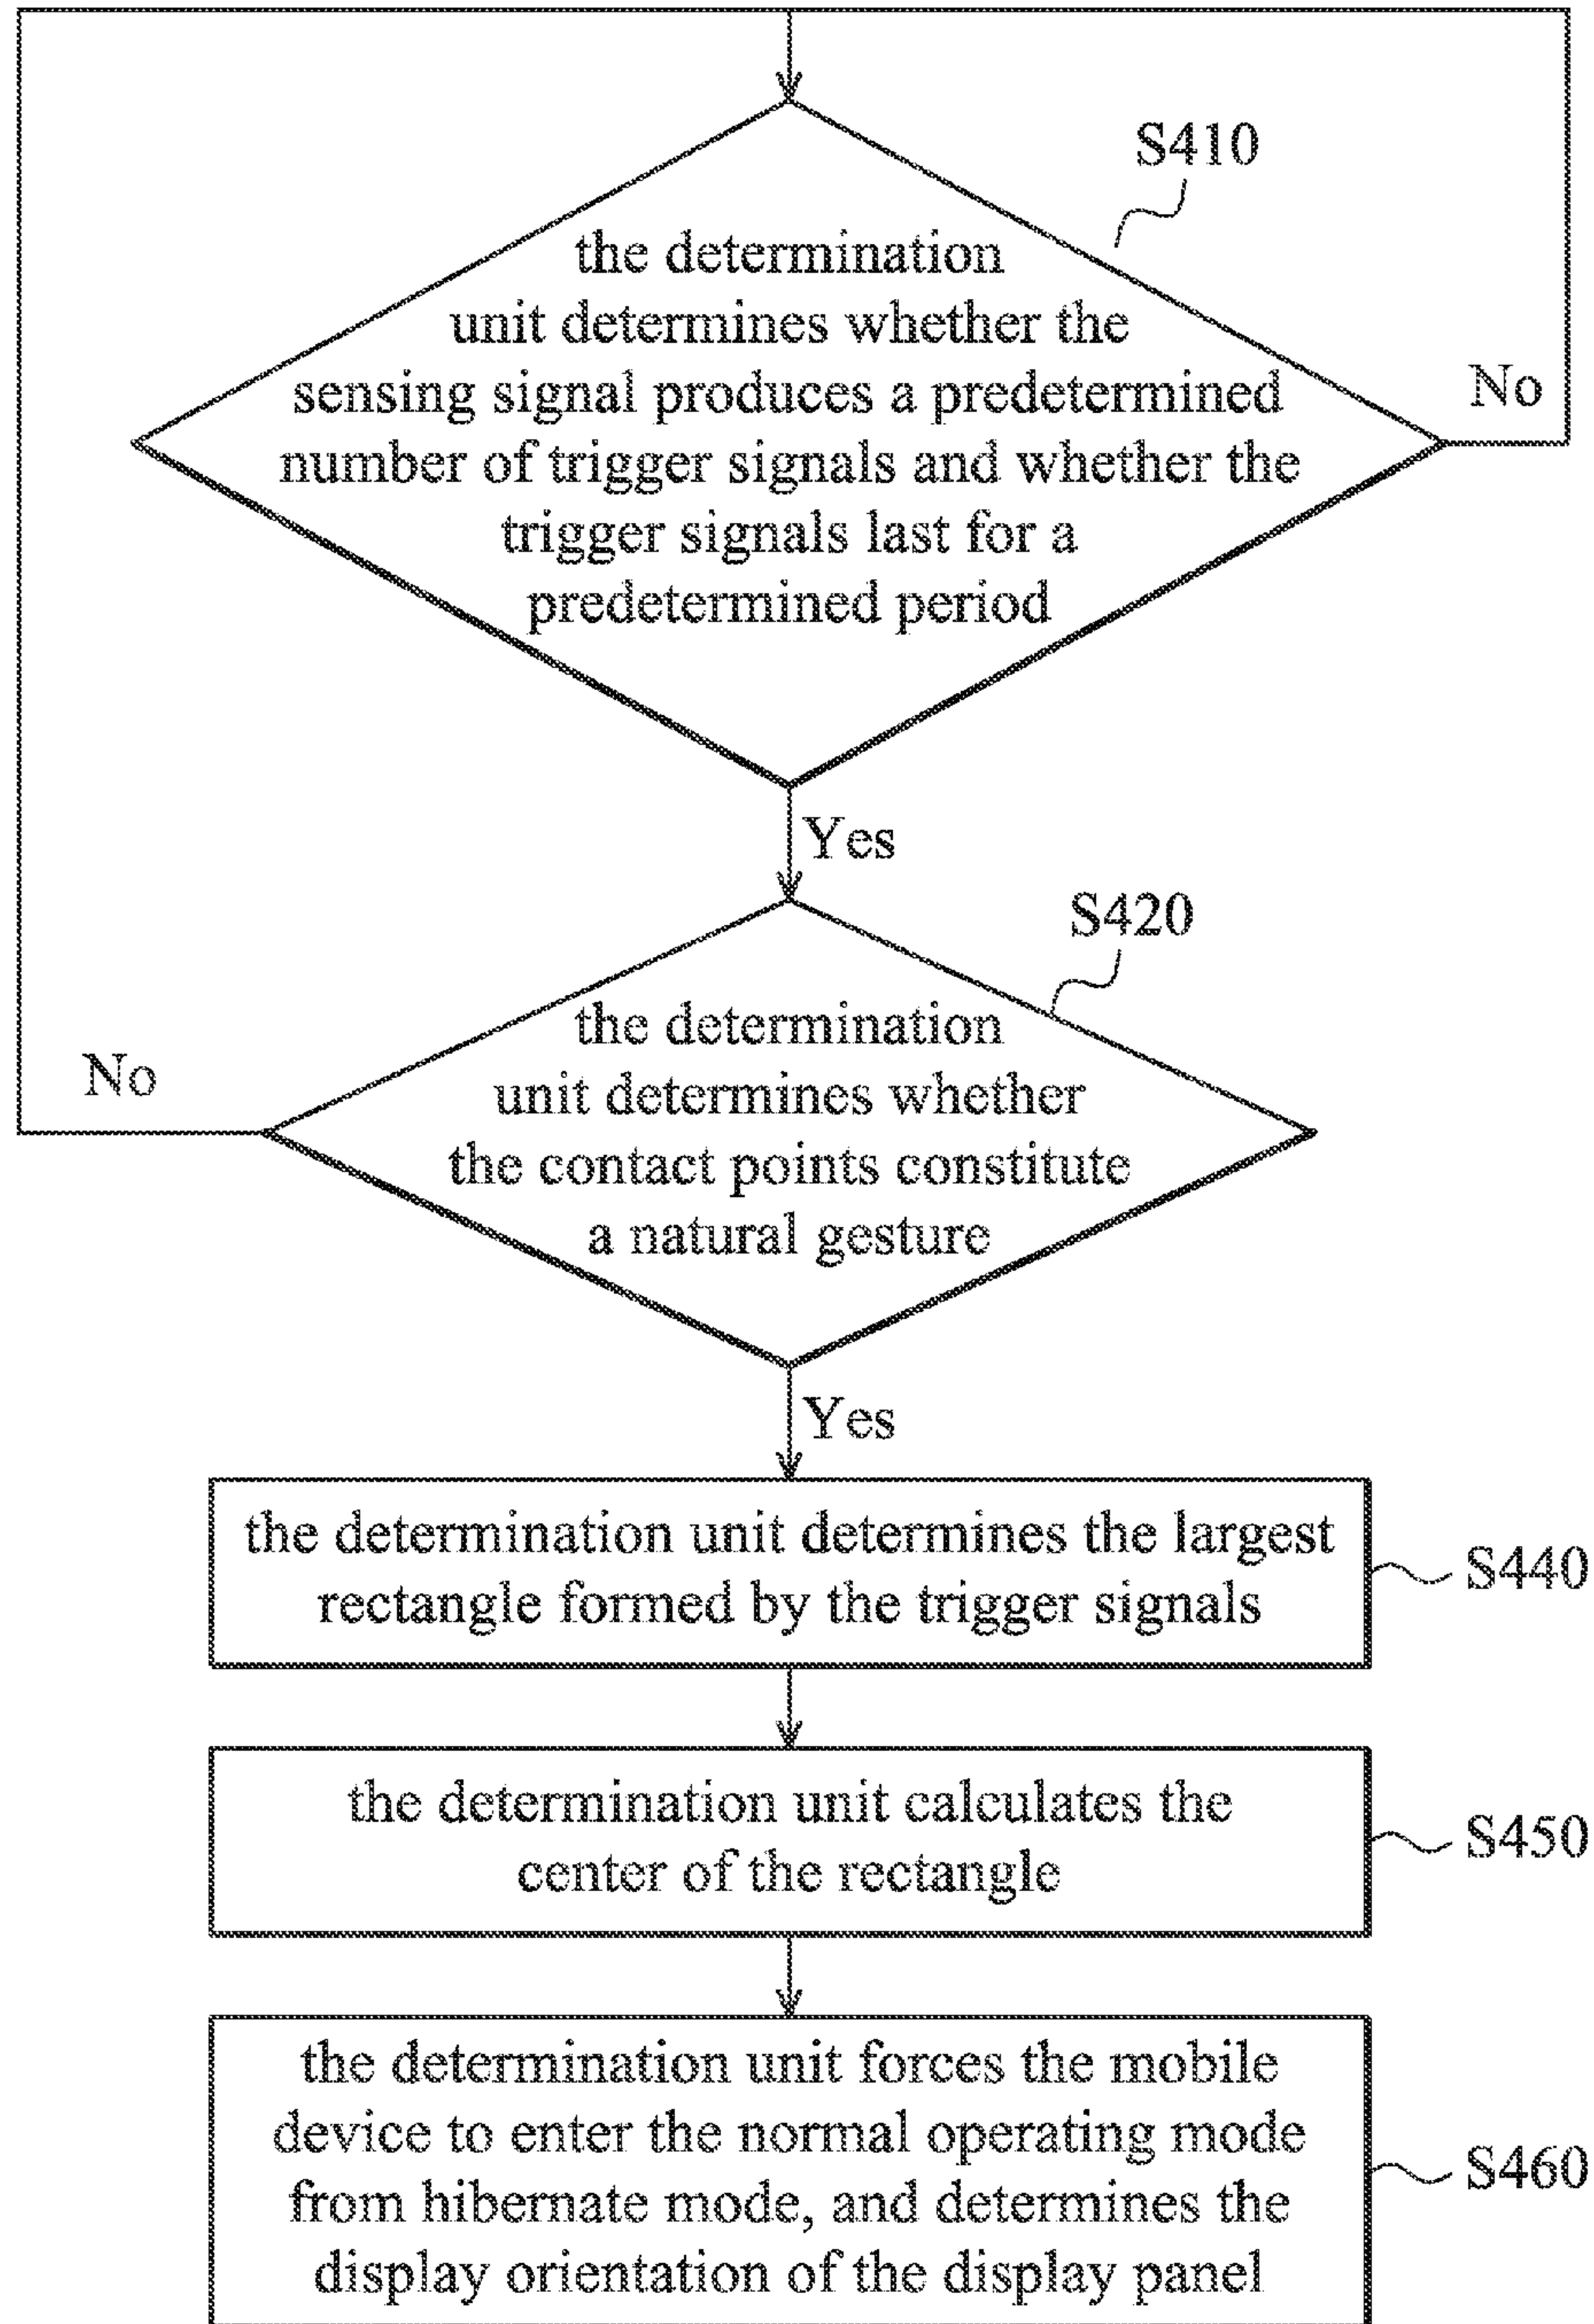 S410
the determination
unit determines whether the
sensing signal produces a predetermined
number of trigger signals and whether the
trigger signals last for a
predetermined period
No
Yes
S420
the determination
unit determines whether
the contact points constitute
a natural gesture
No
Yes
the determination unit determines the largest
rectangle formed by the trigger signals
S440
the determination unit calculates the
center of the rectangle
S450
the determination unit forces the mobile
device to enter the normal operating mode
from hibernate mode, and determines the
display orientation of the display panel
S460